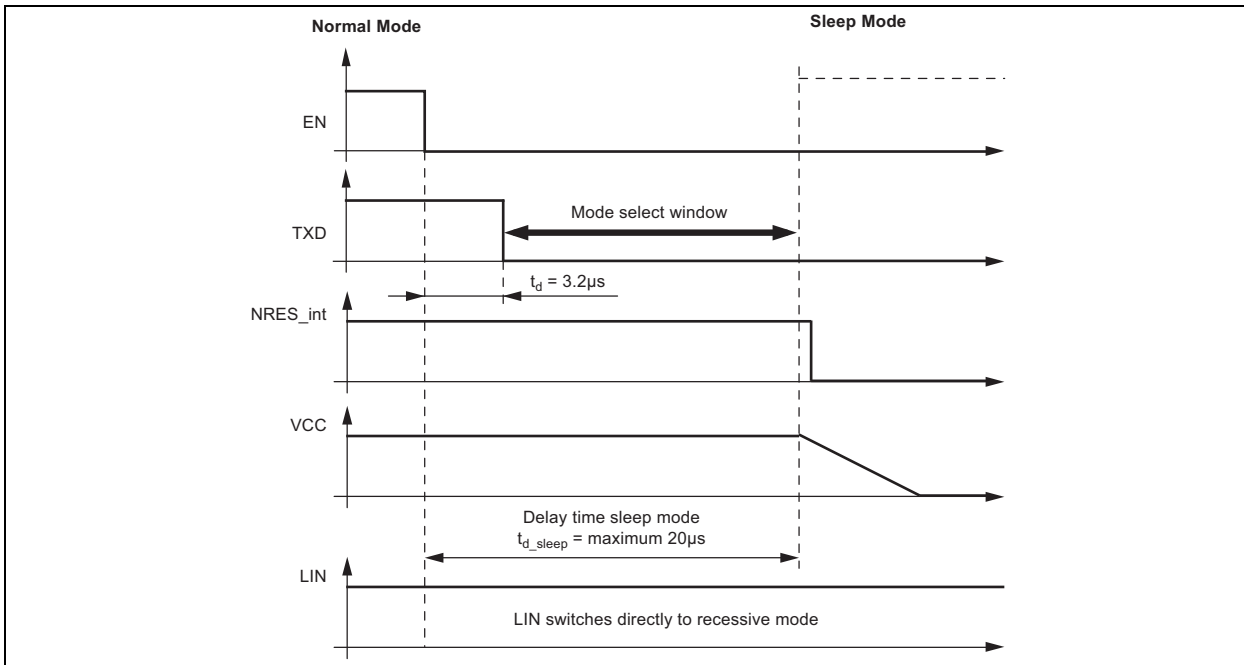 Normal Mode
Sleep Mode
EN
Mode select window
TXD
t_d = 3.2μs
NRES_int
VCC
Delay time sleep mode
t_d_sleep = maximum 20μs
LIN
LIN switches directly to recessive mode